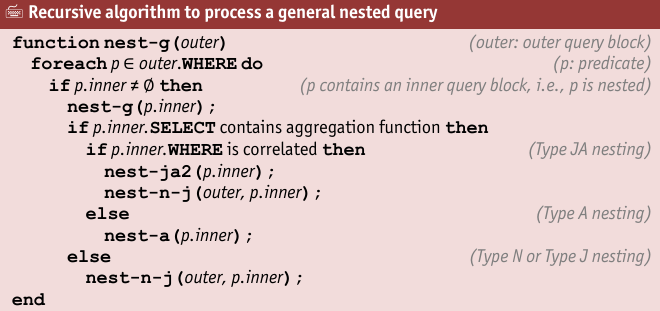 Recursive algorithm to process a general nested query
function nest-g(outer) (outer: outer query block)
foreach p ∈ outer.WHERE do (p: predicate)
if p.inner ≠ ∅ then (p contains an inner query block, i.e., p is nested)
nest-g(p.inner);
if p.inner.SELECT contains aggregation function then
if p.inner.WHERE is correlated then (Type JA nesting)
nest-ja2(p.inner);
nest-n-j(outer, p.inner);
else (Type A nesting)
nest-a(p.inner);
else (Type N or Type J nesting)
nest-n-j(outer, p.inner);
end